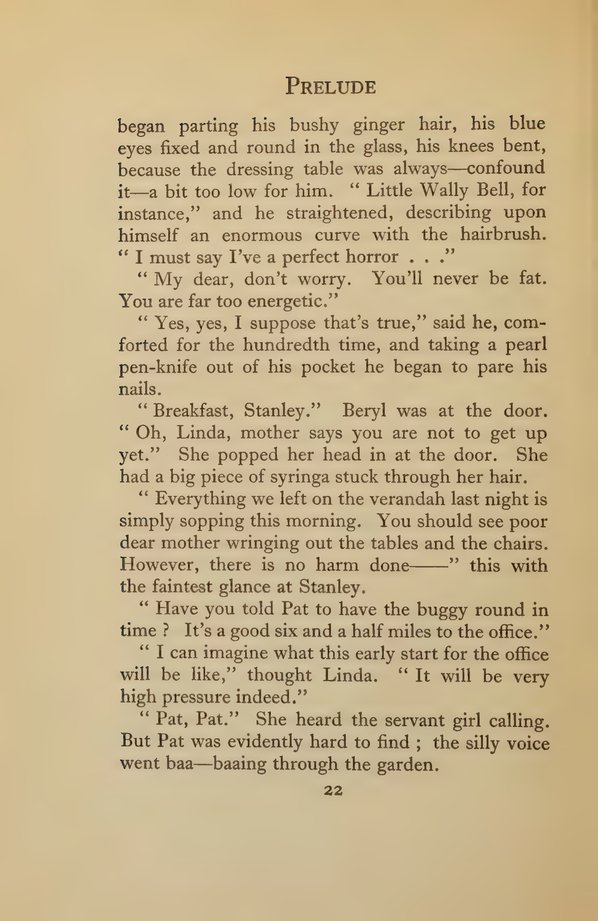 PRELUDE
began parting his bushy ginger hair, his blue
eyes fixed and round in the glass, his knees bent,
because the dressing table was always—confound
it—a bit too low for him. “ Little Wally Bell, for
instance,” and he straightened, describing upon
himself an enormous curve with the hairbrush.
“ I must say I’ve a perfect horror . . .”
“ My dear, don’t worry. You’ll never be fat.
You are far too energetic.”
“ Yes, yes, I suppose that’s true,” said he, com-
forted for the hundredth time, and taking a pearl
pen-knife out of his pocket he began to pare his
nails.
“ Breakfast, Stanley.” Beryl was at the door.
“ Oh, Linda, mother says you are not to get up
yet.” She popped her head in at the door. She
had a big piece of syringa stuck through her hair.
“ Everything we left on the verandah last night is
simply sopping this morning. You should see poor
dear mother wringing out the tables and the chairs.
However, there is no harm done——” this with
the faintest glance at Stanley.
“ Have you told Pat to have the buggy round in
time ? It’s a good six and a half miles to the office.”
“ I can imagine what this early start for the office
will be like,” thought Linda. “ It will be very
high pressure indeed.”
“ Pat, Pat.” She heard the servant girl calling.
But Pat was evidently hard to find ; the silly voice
went baa—baaing through the garden.
22